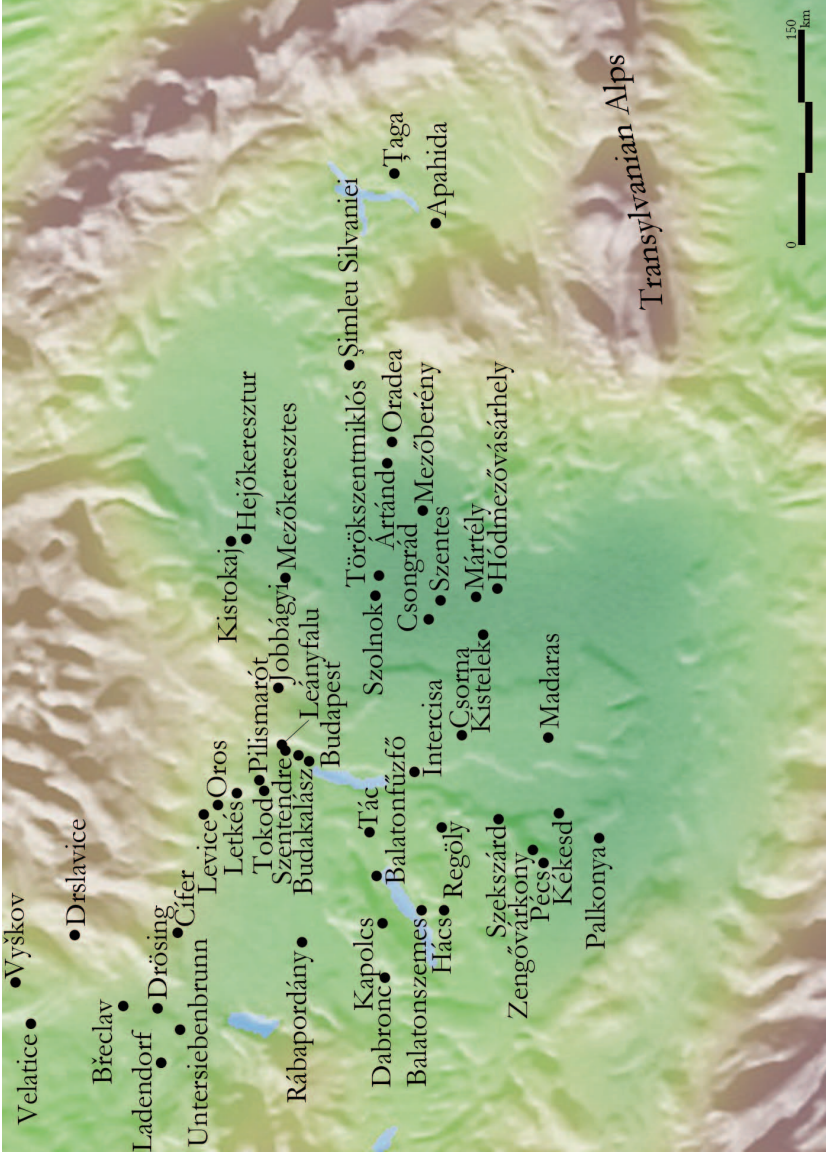 Velatice
Vyškov
Drslavice
Břeclav
Ladendorf
Drösing
Untersiebenbrunn
Cífer
Levice
Oros
Letkés
Tokod
Pilismarót
Szentendre
Budakalász
Leányfalu
Budapest
Jobbágyi
Kistokaj
Hejőkeresztur
Mezőkeresztes
Rábapordány
Kapolcs
Dabronc
Balatonszemes
Hács
Tác
Balatonfűzfő
Regöly
Intercisa
Csorna
Kistelek
Szolnok
Törökszentmiklós
Ártánd
Oradea
Csongrád
Mezőberény
Szentes
Mártély
Hódmezővásárhely
Şimleu Silvaniei
Ţaga
Apahida
Szekszárd
Zengővárkony
Pécs
Kékesd
Palkonya
Madaras
Transylvanian Alps
0
150
km